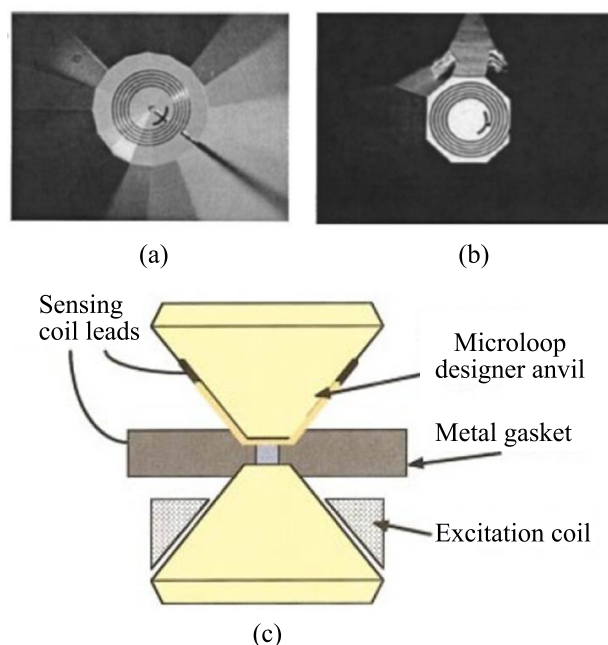 (a)
(b)
Sensing
coil leads
Microloop
designer anvil
Metal gasket
Excitation coil
(c)